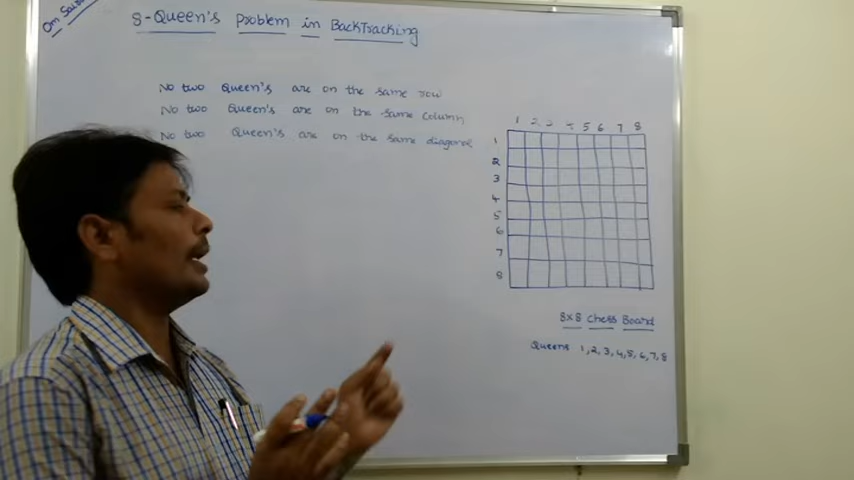 Om Sai
8-Queen's Problem in BackTracking
No two Queen's are on the same row
No two Queen's are on the same column
No two Queen's are on the same diagonal
1 2 3 4 5 6 7 8
1
2
3
4
5
6
7
8
8x8 Chess Board
Queens 1,2,3,4,5,6,7,8